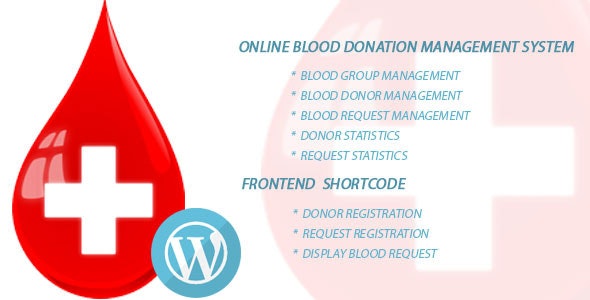 ONLINE BLOOD DONATION MANAGEMENT SYSTEM
* BLOOD GROUP MANAGEMENT
* BLOOD DONOR MANAGEMENT
* BLOOD REQUEST MANAGEMENT
* DONOR STATISTICS
* REQUEST STATISTICS
FRONTEND SHORTCODE
* DONOR REGISTRATION
* REQUEST REGISTRATION
* DISPLAY BLOOD REQUEST
W